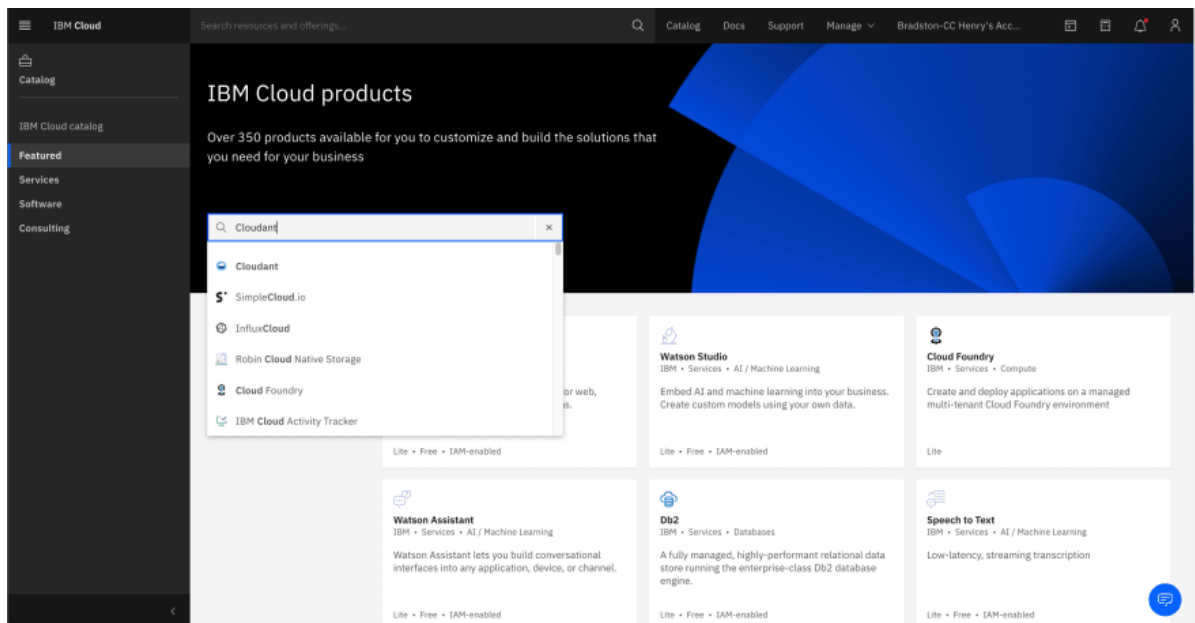 IBM Cloud
Search resources and offerings...
Catalog
Docs
Support
Manage
Bradston-CC Henry's Acc...
Catalog
IBM Cloud catalog
Featured
Services
Software
Consulting
IBM Cloud products
Over 350 products available for you to customize and build the solutions that
you need for your business
Cloudant
Cloudant
SimpleCloud.io
InfluxCloud
Robin Cloud Native Storage
Cloud Foundry
IBM Cloud Activity Tracker
or web,
Lite • Free • IAM-enabled
Watson Studio
IBM • Services • AI / Machine Learning
Embed AI and machine learning into your business.
Create custom models using your own data.
Lite • Free • IAM-enabled
Cloud Foundry
IBM • Services • Compute
Create and deploy applications on a managed
multi-tenant Cloud Foundry environment
Lite
Watson Assistant
IBM • Services • AI / Machine Learning
Watson Assistant lets you build conversational
interfaces into any application, device, or channel.
Lite • Free • IAM-enabled
Db2
IBM • Services • Databases
A fully managed, highly-performant relational data
store running the enterprise-class Db2 database
engine.
Lite • Free • IAM-enabled
Speech to Text
IBM • Services • AI / Machine Learning
Low-latency, streaming transcription
Lite • Free • IAM-enabled